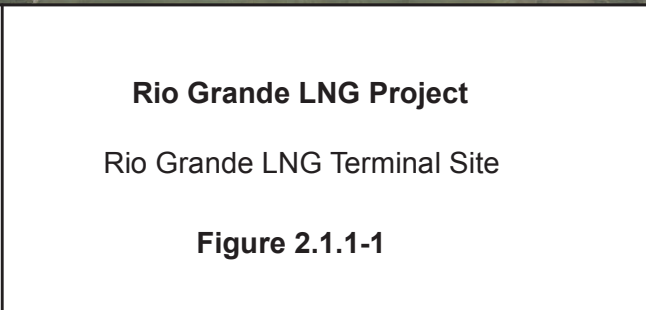 Rio Grande LNG Project
Rio Grande LNG Terminal Site
Figure 2.1.1-1